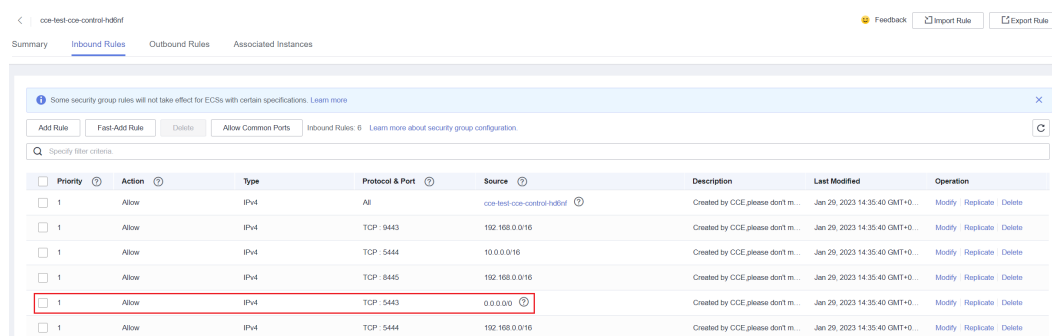 cce-test-cce-control-hd6nf
Feedback Import Rule Export Rule
Summary Inbound Rules Outbound Rules Associated Instances
Some security group rules will not take effect for ECSs with certain specifications. Learn more
Add Rule Fast-Add Rule Delete Allow Common Ports Inbound Rules: 6 Learn more about security group configuration.
Specify filter criteria.
Priority Action Type Protocol & Port Source Description Last Modified Operation
1 Allow IPv4 All cce-test-cce-control-hd6nf Created by CCE,please don't m... Jan 29, 2023 14:35:40 GMT+0... Modify Replicate Delete
1 Allow IPv4 TCP : 9443 192.168.0.0/16 Created by CCE,please don't m... Jan 29, 2023 14:35:40 GMT+0... Modify Replicate Delete
1 Allow IPv4 TCP : 5444 10.0.0.0/16 Created by CCE,please don't m... Jan 29, 2023 14:35:40 GMT+0... Modify Replicate Delete
1 Allow IPv4 TCP : 8445 192.168.0.0/16 Created by CCE,please don't m... Jan 29, 2023 14:35:40 GMT+0... Modify Replicate Delete
1 Allow IPv4 TCP : 5443 0.0.0.0/0 Created by CCE,please don't m... Jan 29, 2023 14:35:40 GMT+0... Modify Replicate Delete
1 Allow IPv4 TCP : 5444 192.168.0.0/16 Created by CCE,please don't m... Jan 29, 2023 14:35:40 GMT+0... Modify Replicate Delete